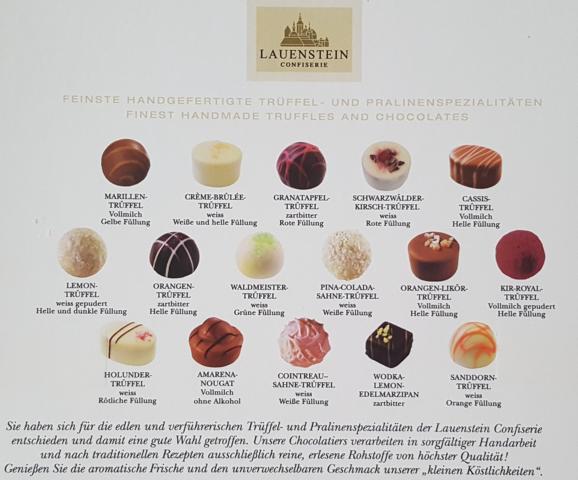 LAUENSTEIN
CONFISERIE
FEINSTE HANDGEFERTIGTE TRÜFFEL- UND PRALINENSPEZIALITÄTEN
FINEST HANDMADE TRUFFLES AND CHOCOLATES
MARILLEN-
TRÜFFEL
Vollmilch
Gelbe Füllung
CRÈME-BRÛLÉE-
TRÜFFEL
weiss
Weiße und helle Füllung
GRANATAPFEL-
TRÜFFEL
zartbitter
Rote Füllung
SCHWARZWÄLDER-
KIRSCH-TRÜFFEL
weiss
Rote Füllung
CASSIS-
TRÜFFEL
Vollmilch
Helle Füllung
LEMON-
TRÜFFEL
weiss gepudert
Helle und dunkle Füllung
ORANGEN-
TRÜFFEL
zartbitter
Helle Füllung
WALDMEISTER-
TRÜFFEL
weiss
Grüne Füllung
PINA-COLADA-
SAHNE-TRÜFFEL
weiss
Weiße Füllung
ORANGEN-LIKÖR-
TRÜFFEL
Vollmilch
Helle Füllung
KIR-ROYAL-
TRÜFFEL
Vollmilch gepudert
Helle Füllung
HOLUNDER-
TRÜFFEL
weiss
Rötliche Füllung
AMARENA-
NOUGAT
Vollmilch
ohne Alkohol
COINTREAU-
SAHNE-TRÜFFEL
weiss
Weiße Füllung
WODKA-
LEMON-
EDELMARZIPAN
zartbitter
SANDDORN-
TRÜFFEL
weiss
Orange Füllung
Sie haben sich für die edlen und verführerischen Trüffel- und Pralinenspezialitäten der Lauenstein Confiserie
entschieden und damit eine gute Wahl getroffen. Unsere Chocolatiers verarbeiten in sorgfältiger Handarbeit
und nach traditionellen Rezepten ausschließlich reine, erlesene Rohstoffe von höchster Qualität!
Genießen Sie die aromatische Frische und den unverwechselbaren Geschmack unserer „kleinen Köstlichkeiten“.